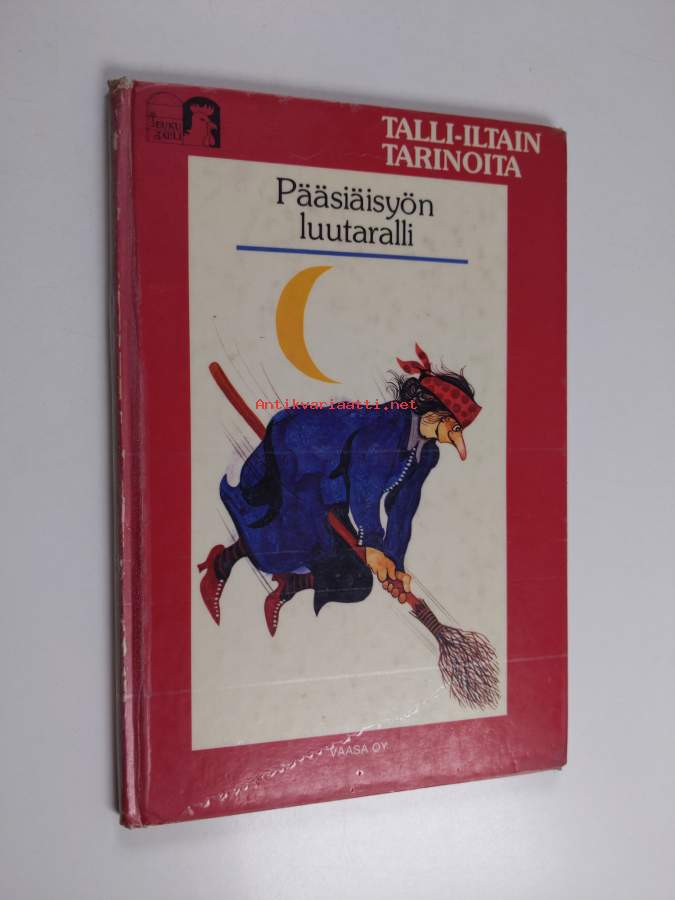 TALLI-ILTAIN
TARINOITA
Pääsiäisyön
luutaralli
Antikvariaatti.net
VAASA OY